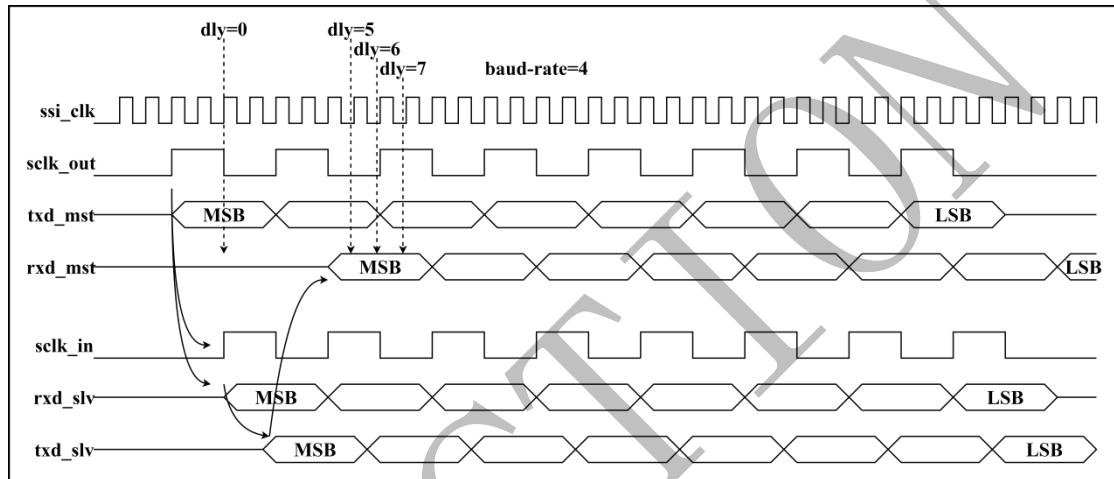 dly=0 dly=5
dly=6
dly=7 baud-rate=4
ssi_clk
sclk_out
txd_mst MSB LSB
rxd_mst MSB LSB
sclk_in
rxd_slv MSB LSB
txd_slv MSB LSB
CTION